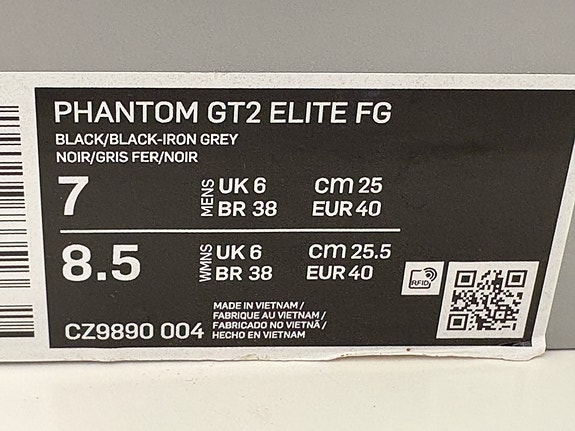 PHANTOM GT2 ELITE FG
BLACK/BLACK-IRON GREY
NOIR/GRIS FER/NOIR
7 MENS UK 6 cm 25
BR 38 EUR 40
8.5 WMNS UK 6 cm 25.5
BR 38 EUR 40
RFID
CZ9890 004
MADE IN VIETNAM /
FABRIQUE AU VIETNAM /
FABRICADO NO VIETNÃ /
HECHO EN VIETNAM